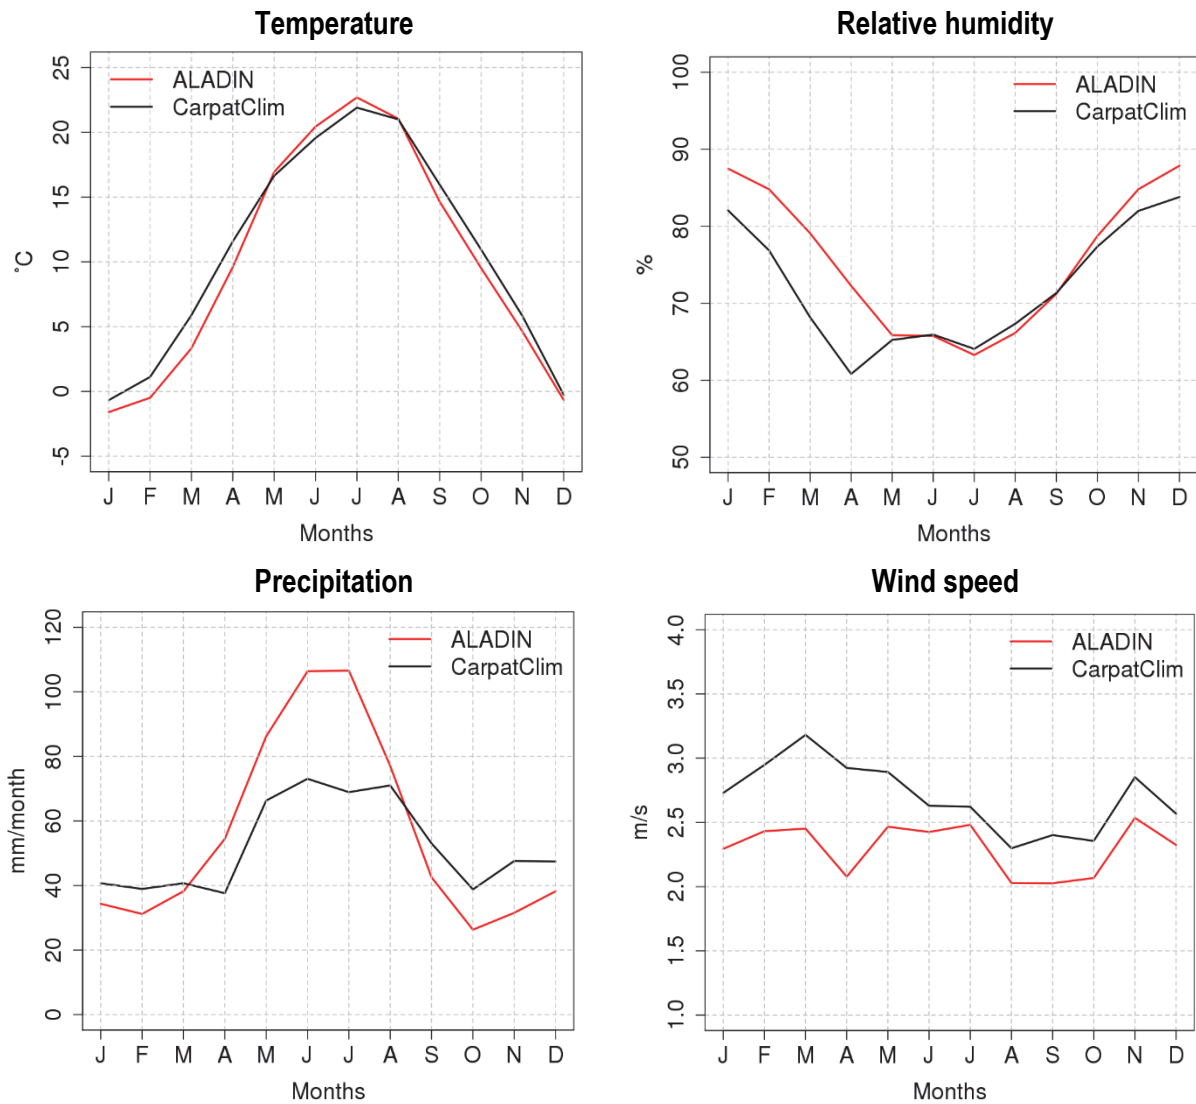 Temperature
25
20
15
10
5
0
-5
˚C
ALADIN
CarpatClim
J F M A M J J A S O N D
Months
Relative humidity
100
90
80
70
60
50
%
ALADIN
CarpatClim
J F M A M J J A S O N D
Months
Precipitation
120
100
80
60
40
20
0
mm/month
ALADIN
CarpatClim
J F M A M J J A S O N D
Months
Wind speed
4.0
3.5
3.0
2.5
2.0
1.5
1.0
m/s
ALADIN
CarpatClim
J F M A M J J A S O N D
Months